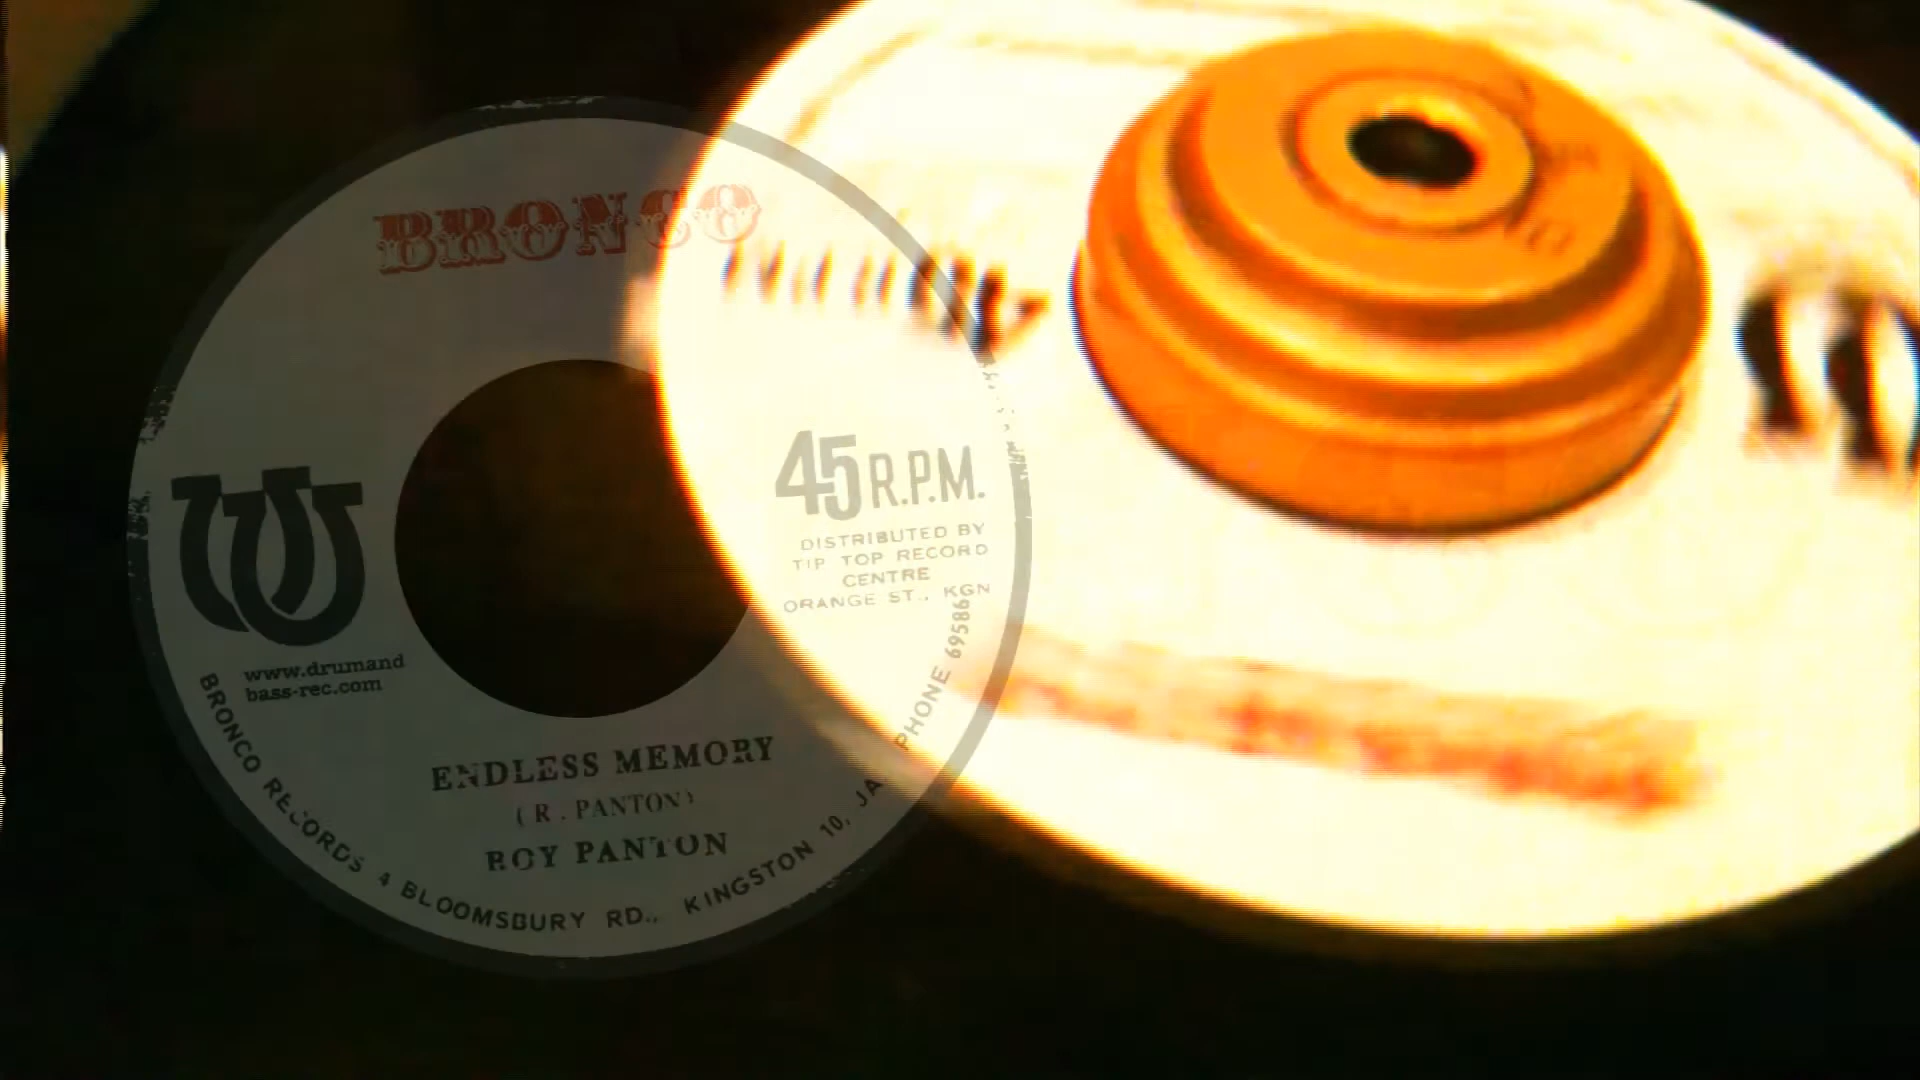 BRONCO
45 R.P.M.
DISTRIBUTED BY
TIP TOP RECORD
CENTRE
ORANGE ST., KGN
www.drumand
bass-rec.com
ENDLESS MEMORY
( R. PANTON)
ROY PANTON
BRONCO RECORDS 4 BLOOMSBURY RD., KINGSTON 10, JA PHONE 69586